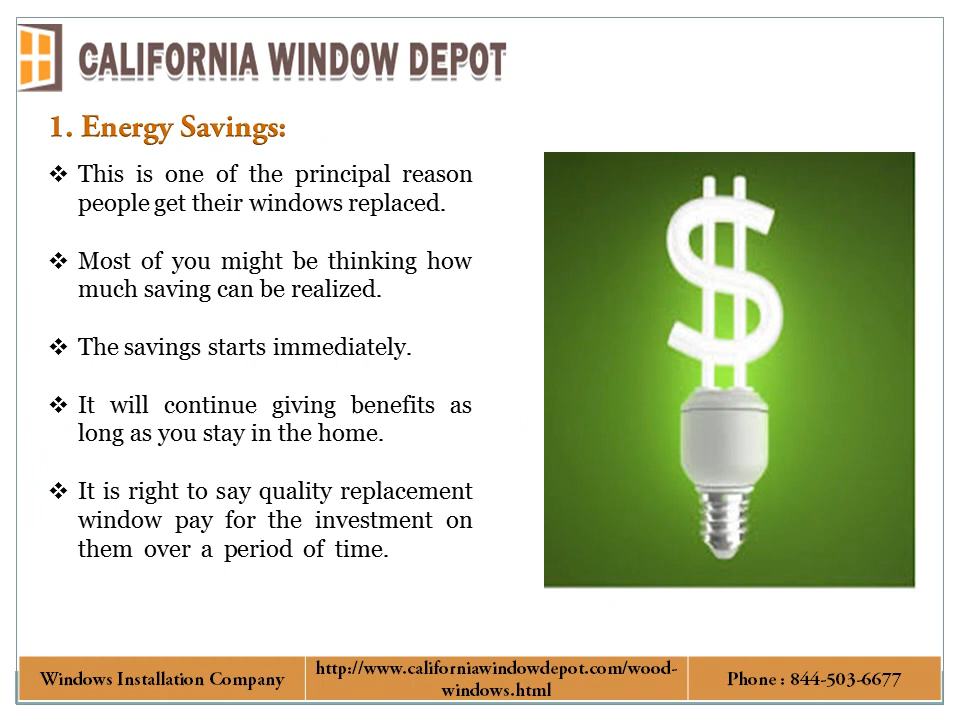 CALIFORNIA WINDOW DEPOT
1. Energy Savings:
❖ This is one of the principal reason
people get their windows replaced.
❖ Most of you might be thinking how
much saving can be realized.
❖ The savings starts immediately.
❖ It will continue giving benefits as
long as you stay in the home.
❖ It is right to say quality replacement
window pay for the investment on
them over a period of time.
$
Windows Installation Company
http://www.californiawindowdepot.com/wood-
windows.html
Phone : 844-503-6677